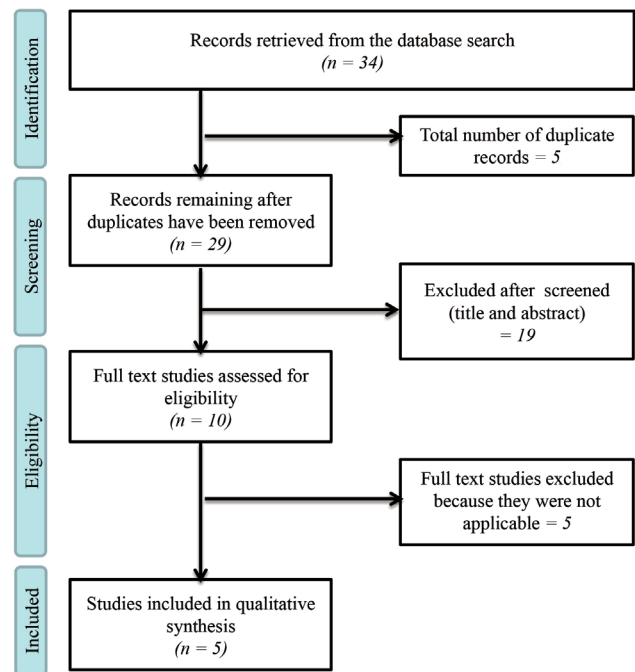 Identification
Records retrieved from the database search
(n = 34)
Total number of duplicate
records = 5
Screening
Records remaining after
duplicates have been removed
(n = 29)
Excluded after  screened
(title and abstract)
= 19
Eligibility
Full text studies assessed for
eligibility
(n = 10)
Full text studies excluded
because they were not
applicable = 5
Included
Studies included in qualitative
synthesis
(n = 5)